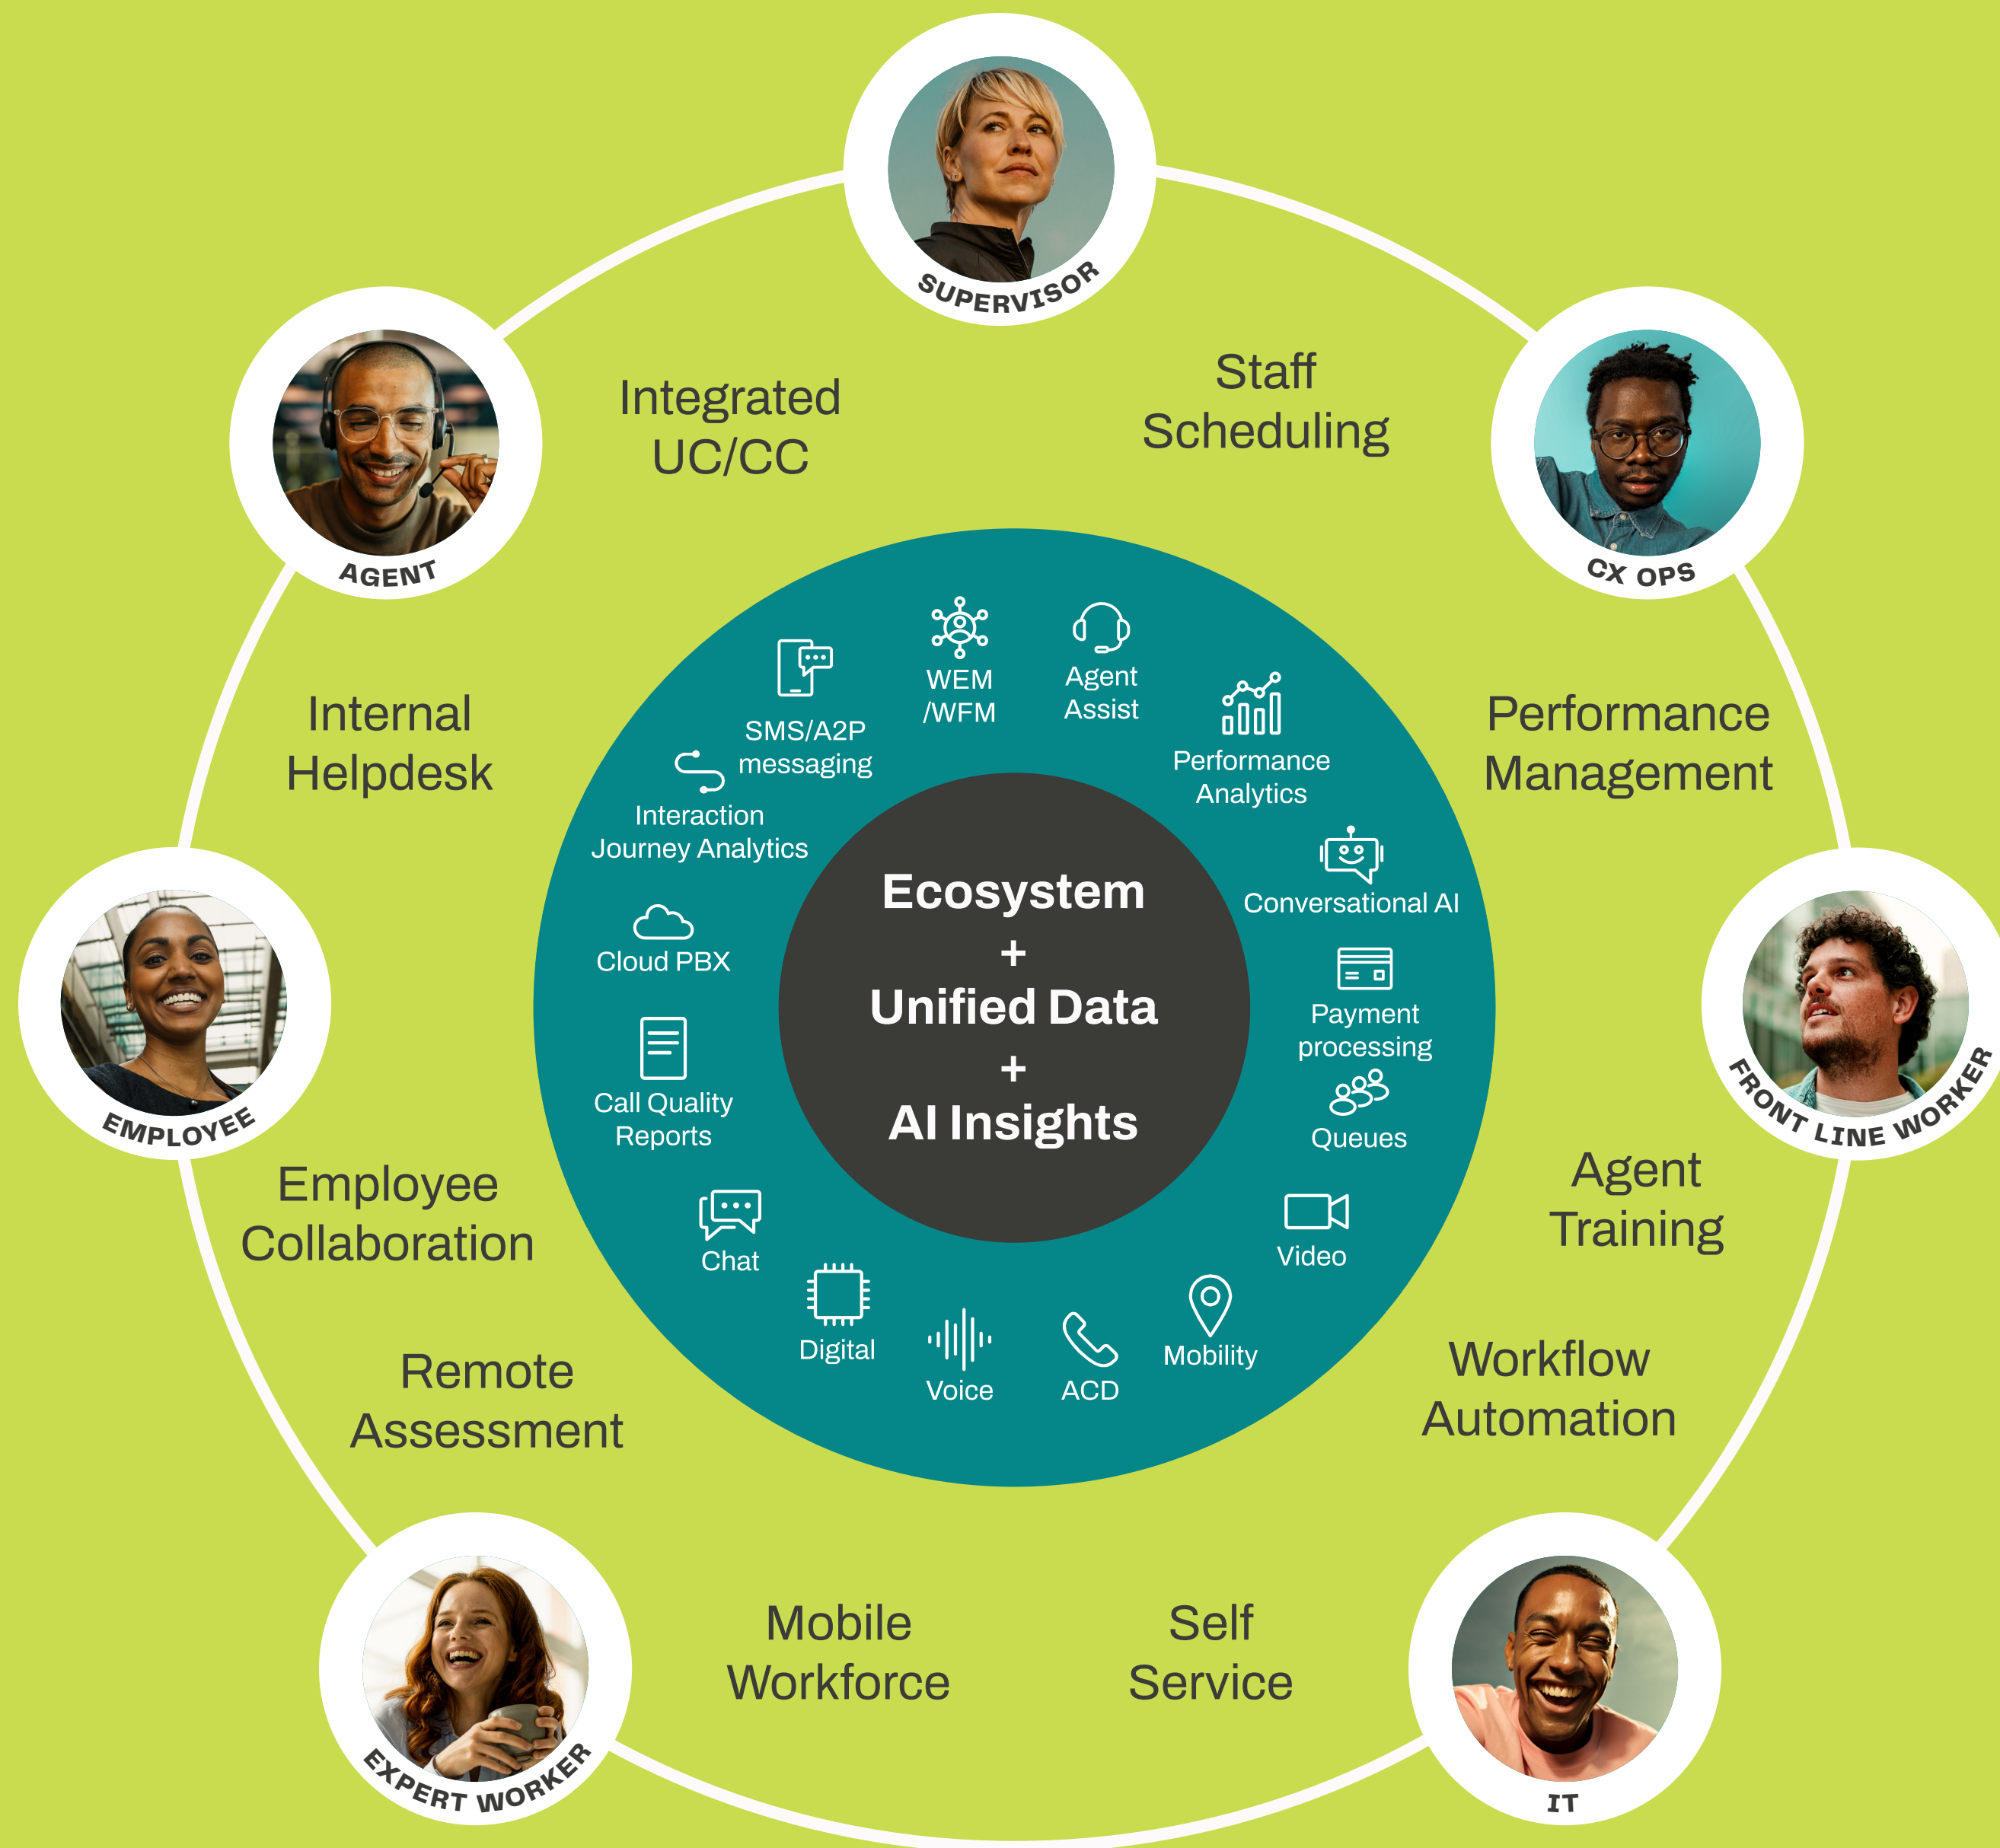 SUPERVISOR
AGENT
CX OPS
Integrated
UC/CC
Staff
Scheduling
Internal
Helpdesk
Performance
Management
WEM
/WFM
Agent
Assist
SMS/A2P
messaging
Performance
Analytics
Interaction
Journey Analytics
Conversational AI
Cloud PBX
Payment
processing
Call Quality
Reports
Queues
Chat
Video
Digital
Mobility
Voice
ACD
Ecosystem
+
Unified Data
+
AI Insights
EMPLOYEE
FRONT LINE WORKER
Employee
Collaboration
Agent
Training
Remote
Assessment
Workflow
Automation
Mobile
Workforce
Self
Service
EXPERT WORKER
IT